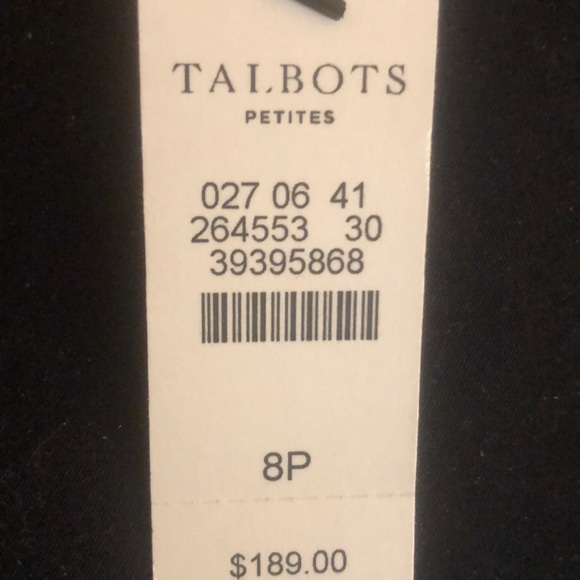 TALBOTS
PETITES
027 06 41
264553 30
39395868
8P
$189.00